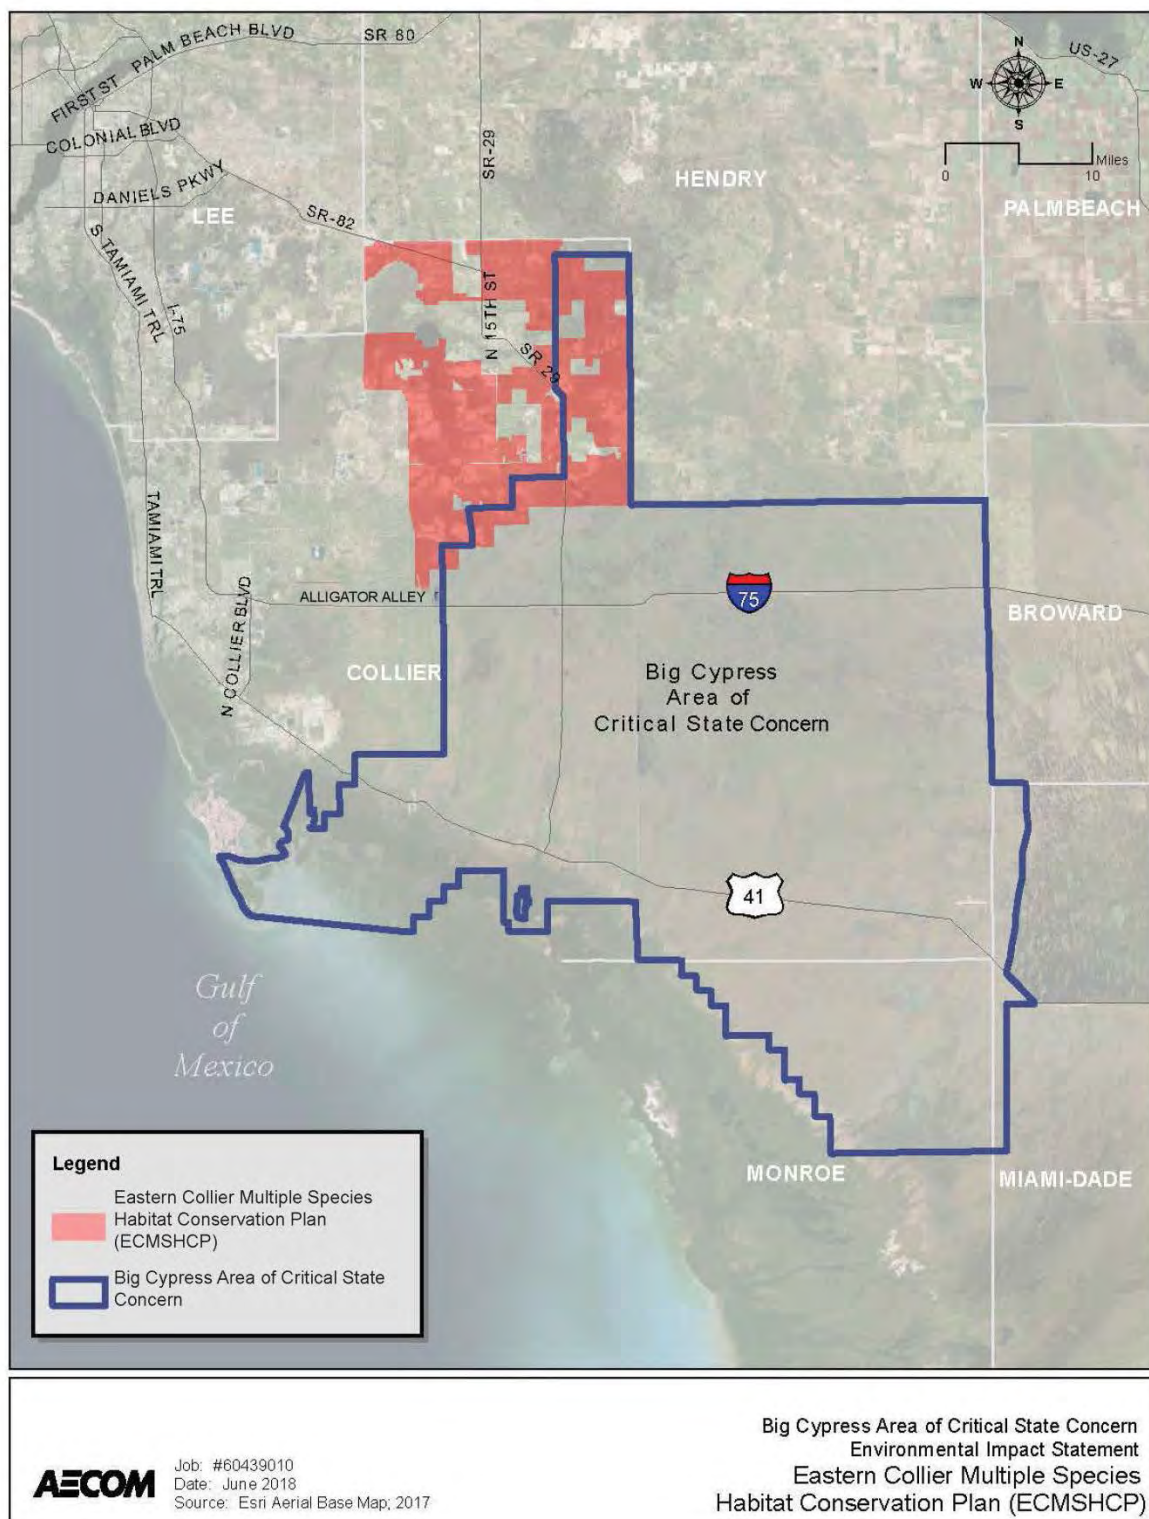 PALM BEACH BLVD
SR 80
US-27
FIRST ST
COLONIAL BLVD
DANIELS PKWY
LEE
SR-82
SR-29
HENDRY
PALMBEACH
N
W
E
S
0
10
Miles
S TAMIAMI TRL
I-75
N 15TH ST
SR 29
TAMIAMI TRL
ALLIGATOR ALLEY
75
BROWARD
N COLLIER BLVD
COLLIER
Big Cypress
Area of
Critical State Concern
41
Gulf
of
Mexico
MONROE
MIAMI-DADE
Legend
Eastern Collier Multiple Species
Habitat Conservation Plan
(ECMSHCP)
Big Cypress Area of Critical State
Concern
AECOM
Job: #60439010
Date: June 2018
Source: Esri Aerial Base Map; 2017
Big Cypress Area of Critical State Concern
Environmental Impact Statement
Eastern Collier Multiple Species
Habitat Conservation Plan (ECMSHCP)